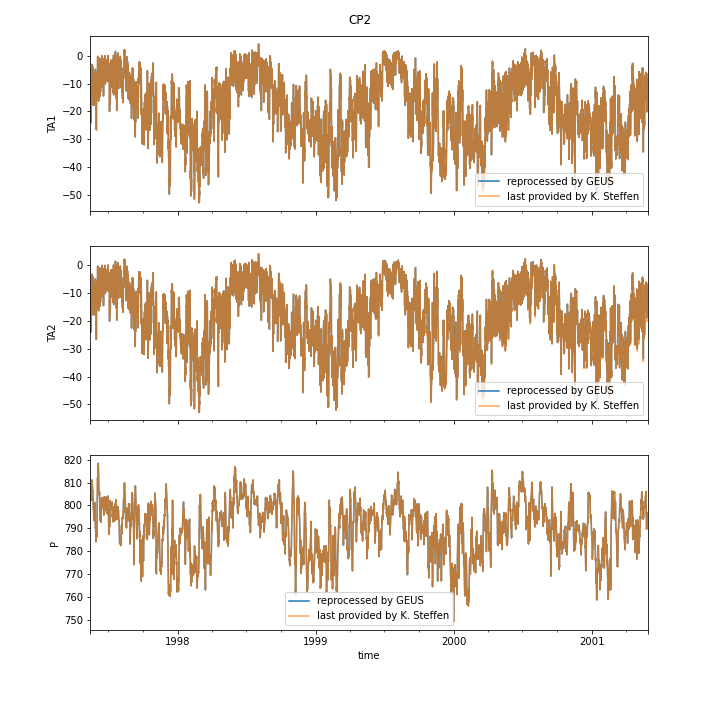 CP2
0
−10
−20
−30
−40
−50
TA1
reprocessed by GEUS
last provided by K. Steffen
0
−10
−20
−30
−40
−50
TA2
reprocessed by GEUS
last provided by K. Steffen
820
810
800
790
780
770
760
750
P
reprocessed by GEUS
last provided by K. Steffen
1998 1999 2000 2001
time